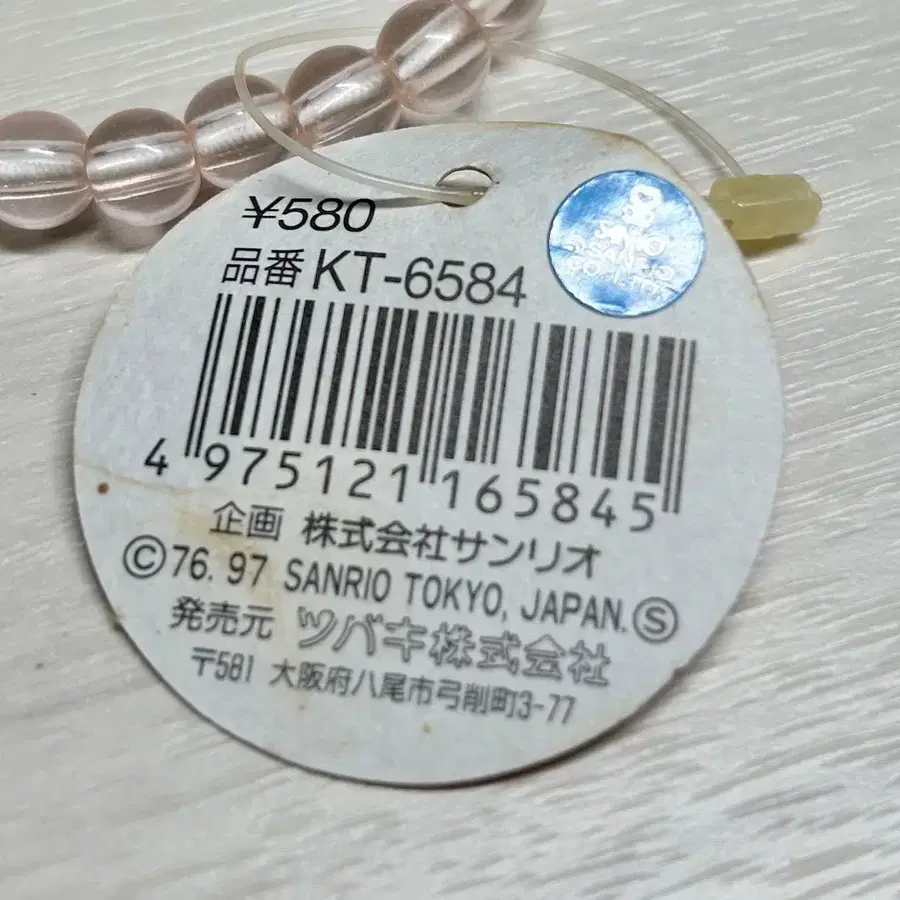 ¥580
品番 KT-6584
4 975121 165845
企画 株式会社サンリオ
©76. 97 SANRIO TOKYO, JAPAN. Ⓢ
発売元 ツバキ株式会社
〒581 大阪府八尾市弓削町3-77